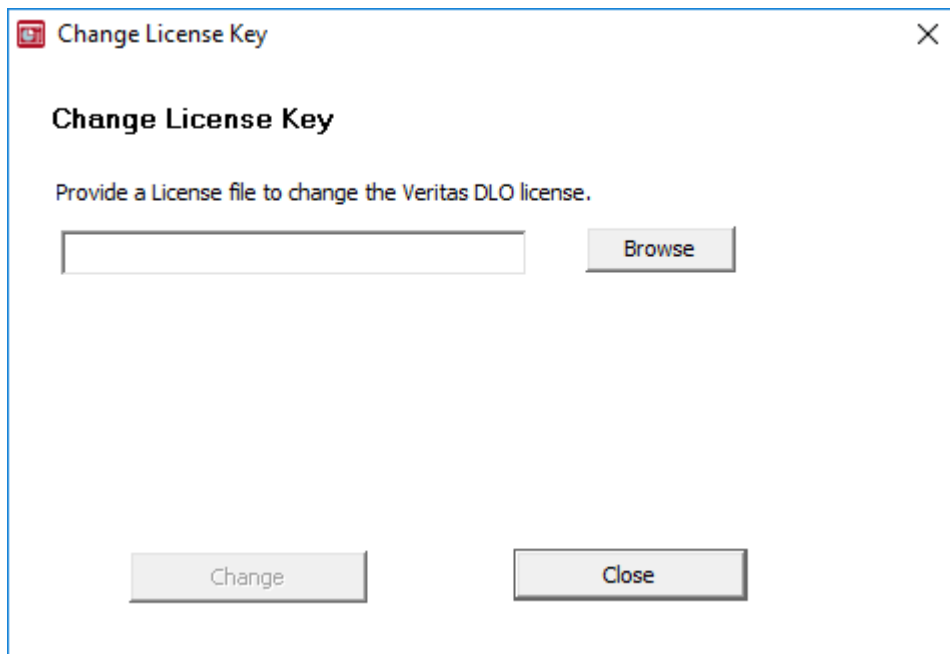 Change License Key
Change License Key
Provide a License file to change the Veritas DLO license.
Browse
Change
Close